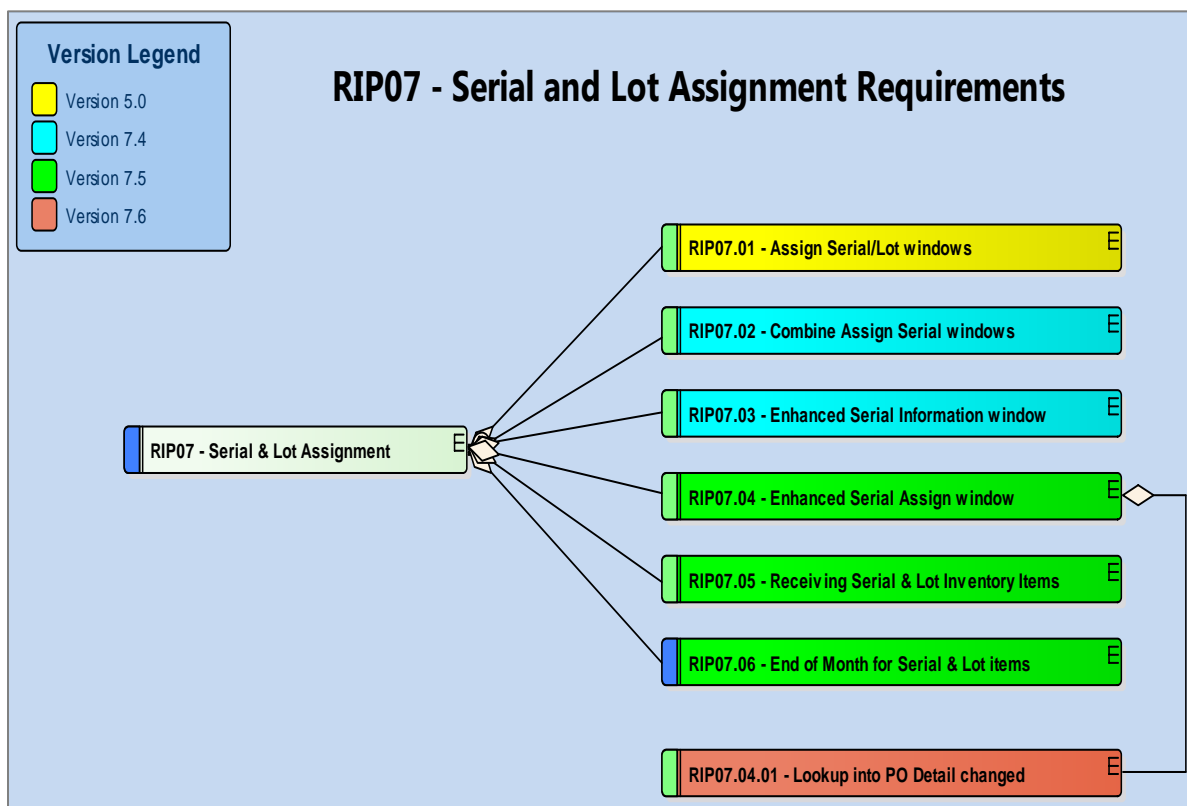 Version Legend
Version 5.0
Version 7.4
Version 7.5
Version 7.6
RIP07 - Serial and Lot Assignment Requirements
RIP07.01 - Assign Serial/Lot windows
RIP07.02 - Combine Assign Serial windows
RIP07.03 - Enhanced Serial Information window
RIP07 - Serial & Lot Assignment
RIP07.04 - Enhanced Serial Assign window
RIP07.05 - Receiving Serial & Lot Inventory Items
RIP07.06 - End of Month for Serial & Lot items
RIP07.04.01 - Lookup into PO Detail changed